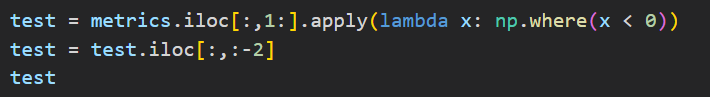 test = metrics.iloc[:,1:].apply(lambda x: np.where(x < 0))
test = test.iloc[:,:-2]
test